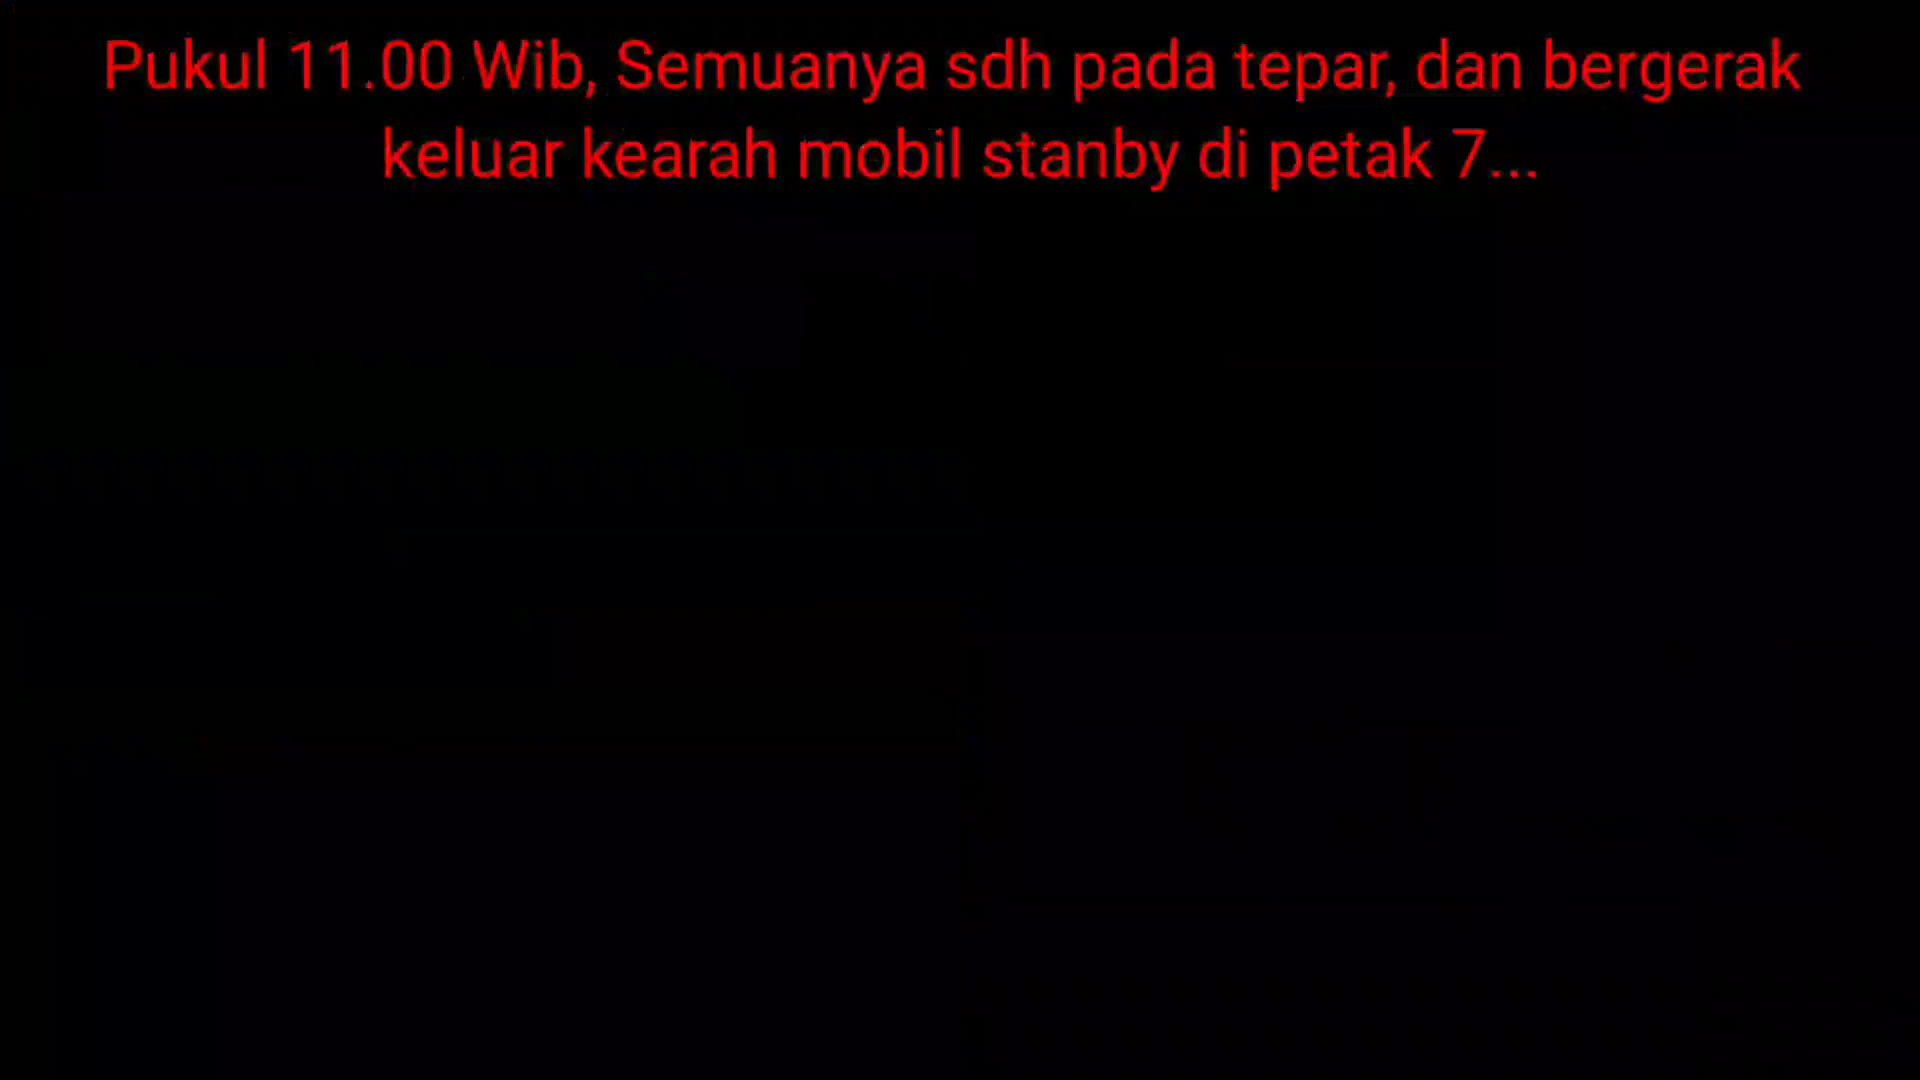 Pukul 11.00 Wib, Semuanya sdh pada tepar, dan bergerak
keluar kearah mobil stanby di petak 7...